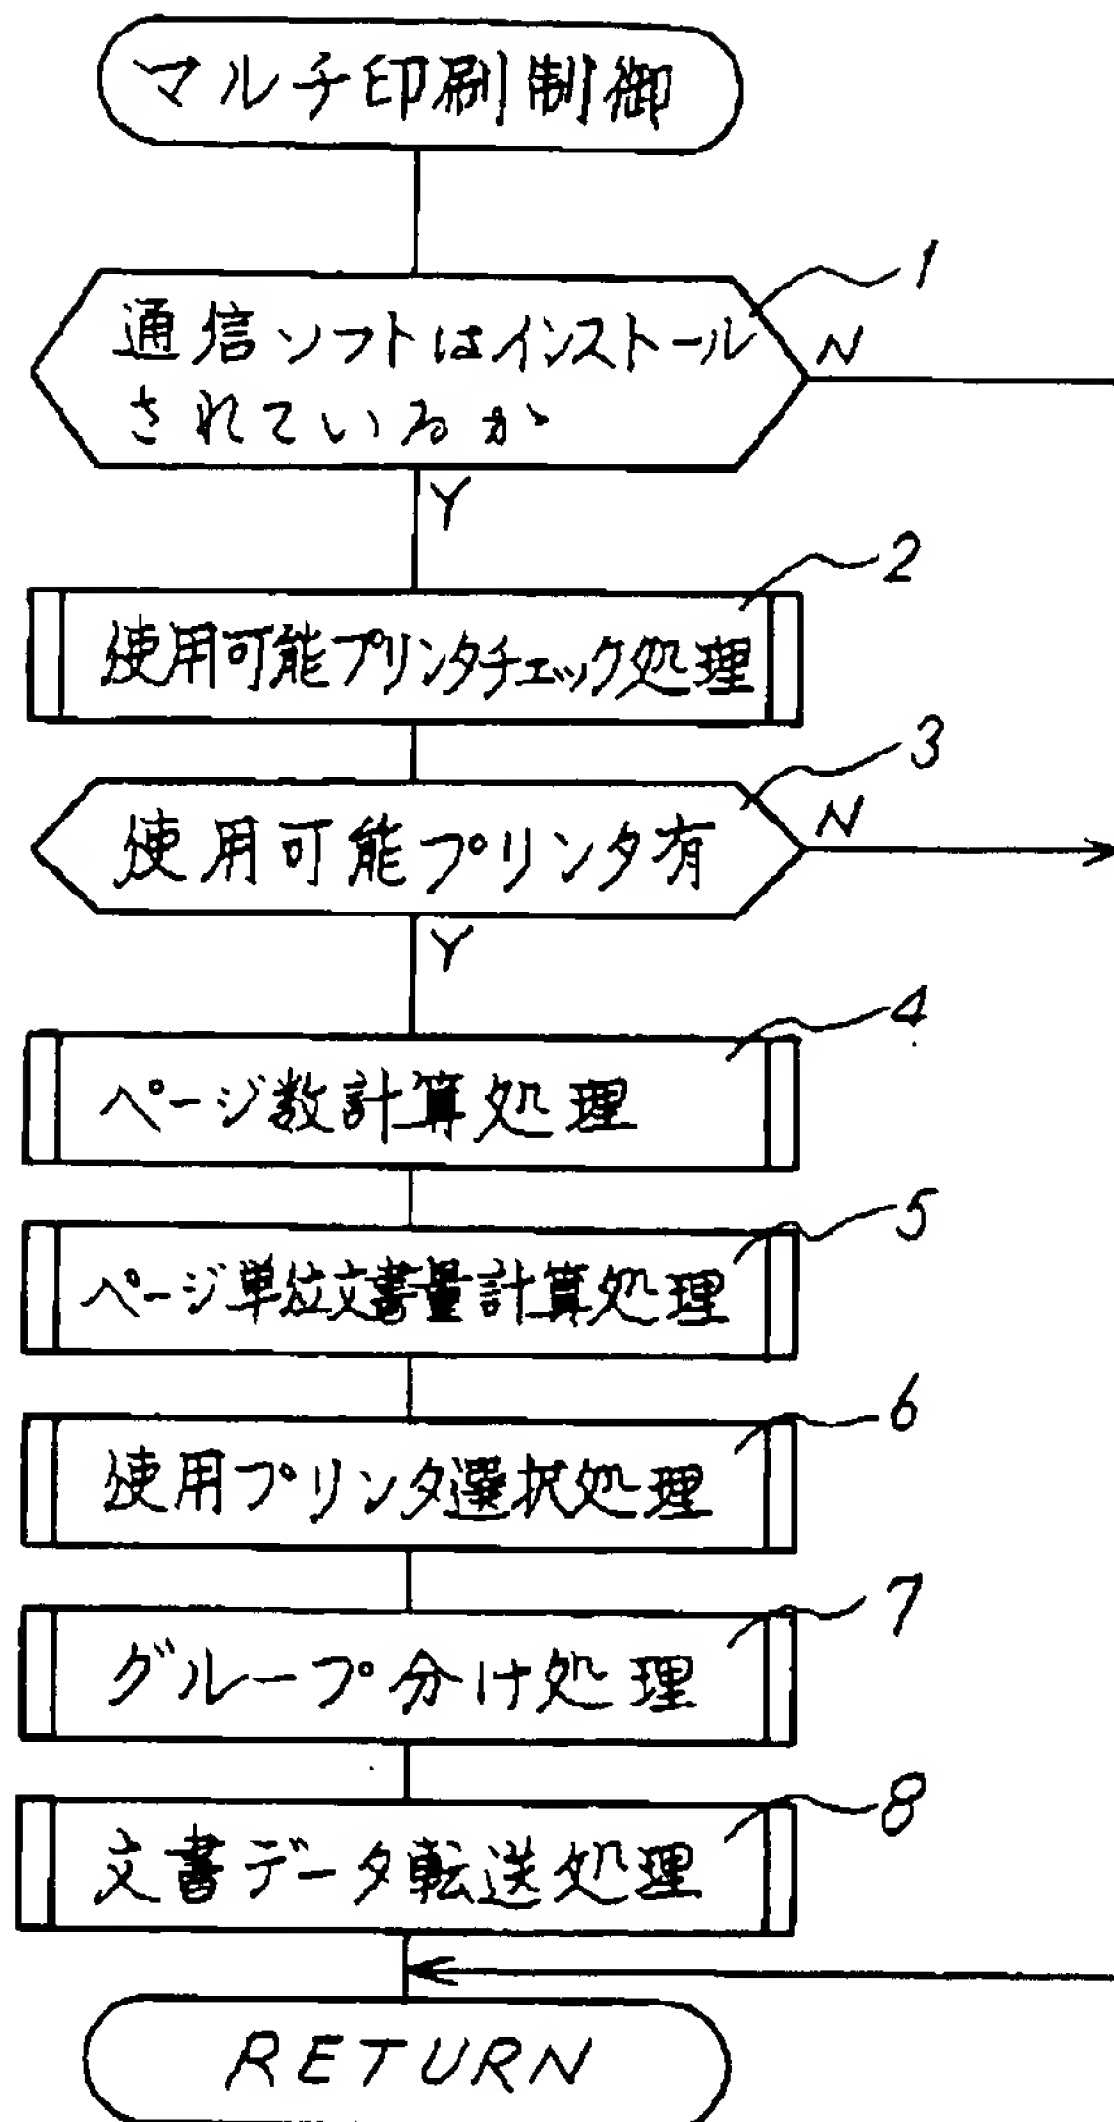 マルチ印刷制御
1
通信ソフトはインストール
されているか
N
Y
2
使用可能プリンタチェック処理
3
使用可能プリンタ有
N
Y
4
ページ数計算処理
5
ページ単位文書量計算処理
6
使用プリンタ選択処理
7
グループ分け処理
8
文書データ転送処理
RETURN